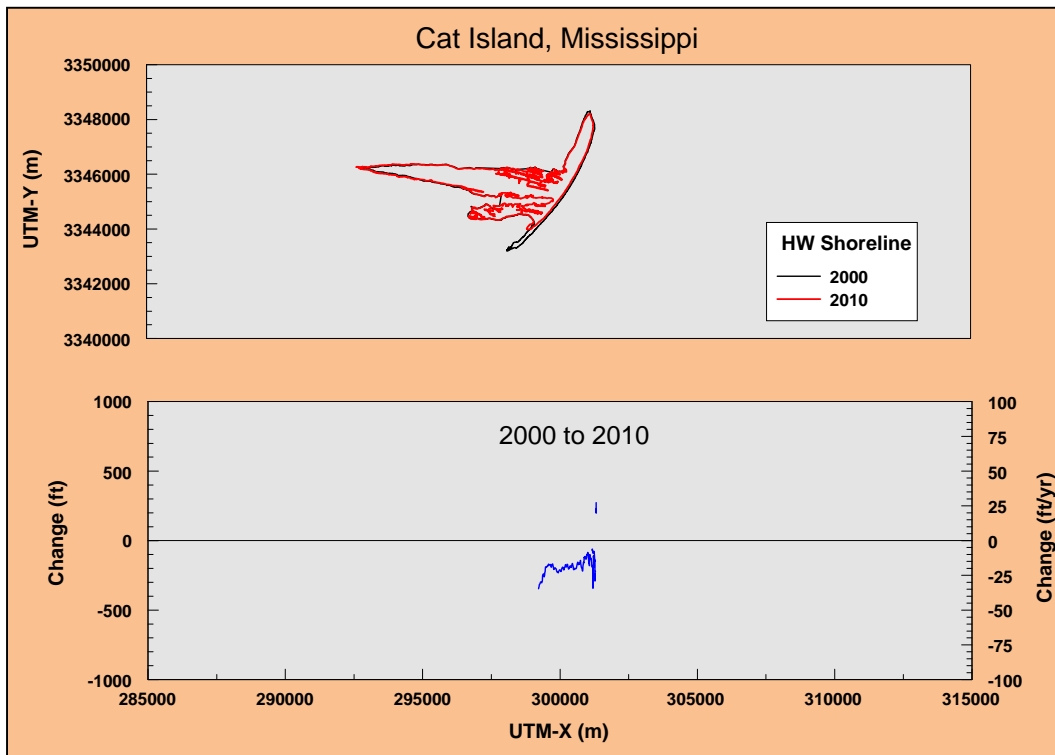 Cat Island, Mississippi
3350000
3348000
3346000
3344000
3342000
3340000
UTM-Y (m)
HW Shoreline
2000
2010
2000 to 2010
1000
500
0
-500
-1000
Change (ft)
100
75
50
25
0
-25
-50
-75
-100
Change (ft/yr)
285000 290000 295000 300000 305000 310000 315000
UTM-X (m)